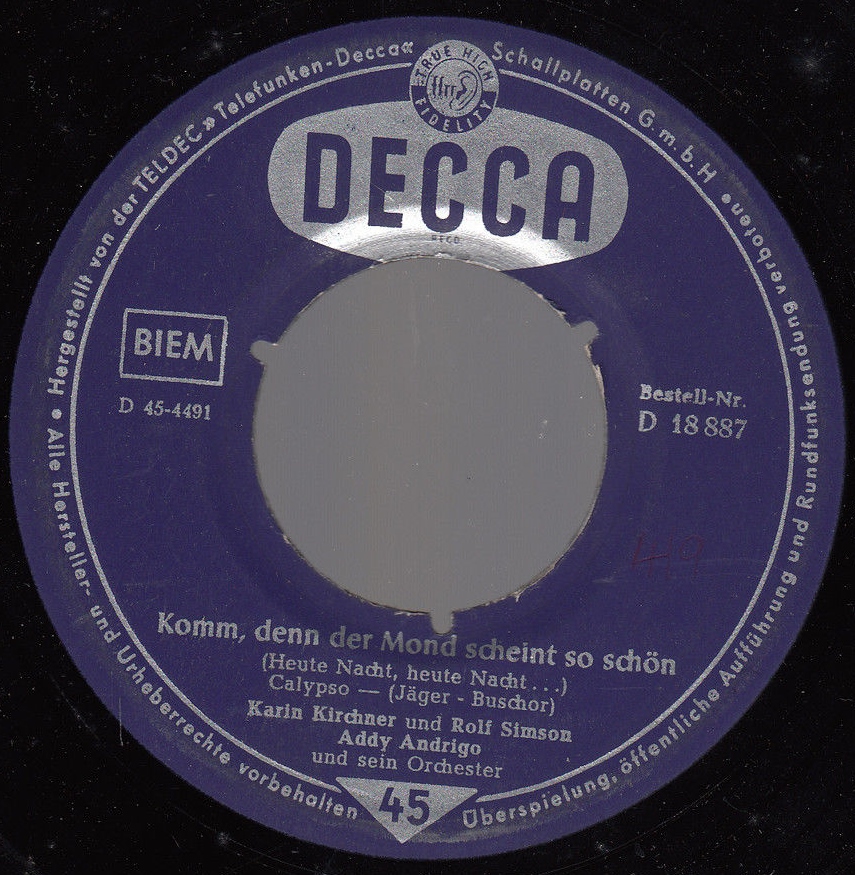 Hergestellt von der TELDEC »Telefunken-Decca« Schallplatten G.m.b.H • Alle Hersteller- und Urheberrechte vorbehalten
Überspielung, öffentliche Aufführung und Rundfunksendung verboten •
TRUE HIGH FIDELITY
DECCA
BIEM
D 45-4491
Bestell-Nr.
D 18 887
49
Komm, denn der Mond scheint so schön
(Heute Nacht, heute Nacht...)
Calypso — (Jäger - Buschor)
Karin Kirchner und Rolf Simson
Addy Andrigo
und sein Orchester
45